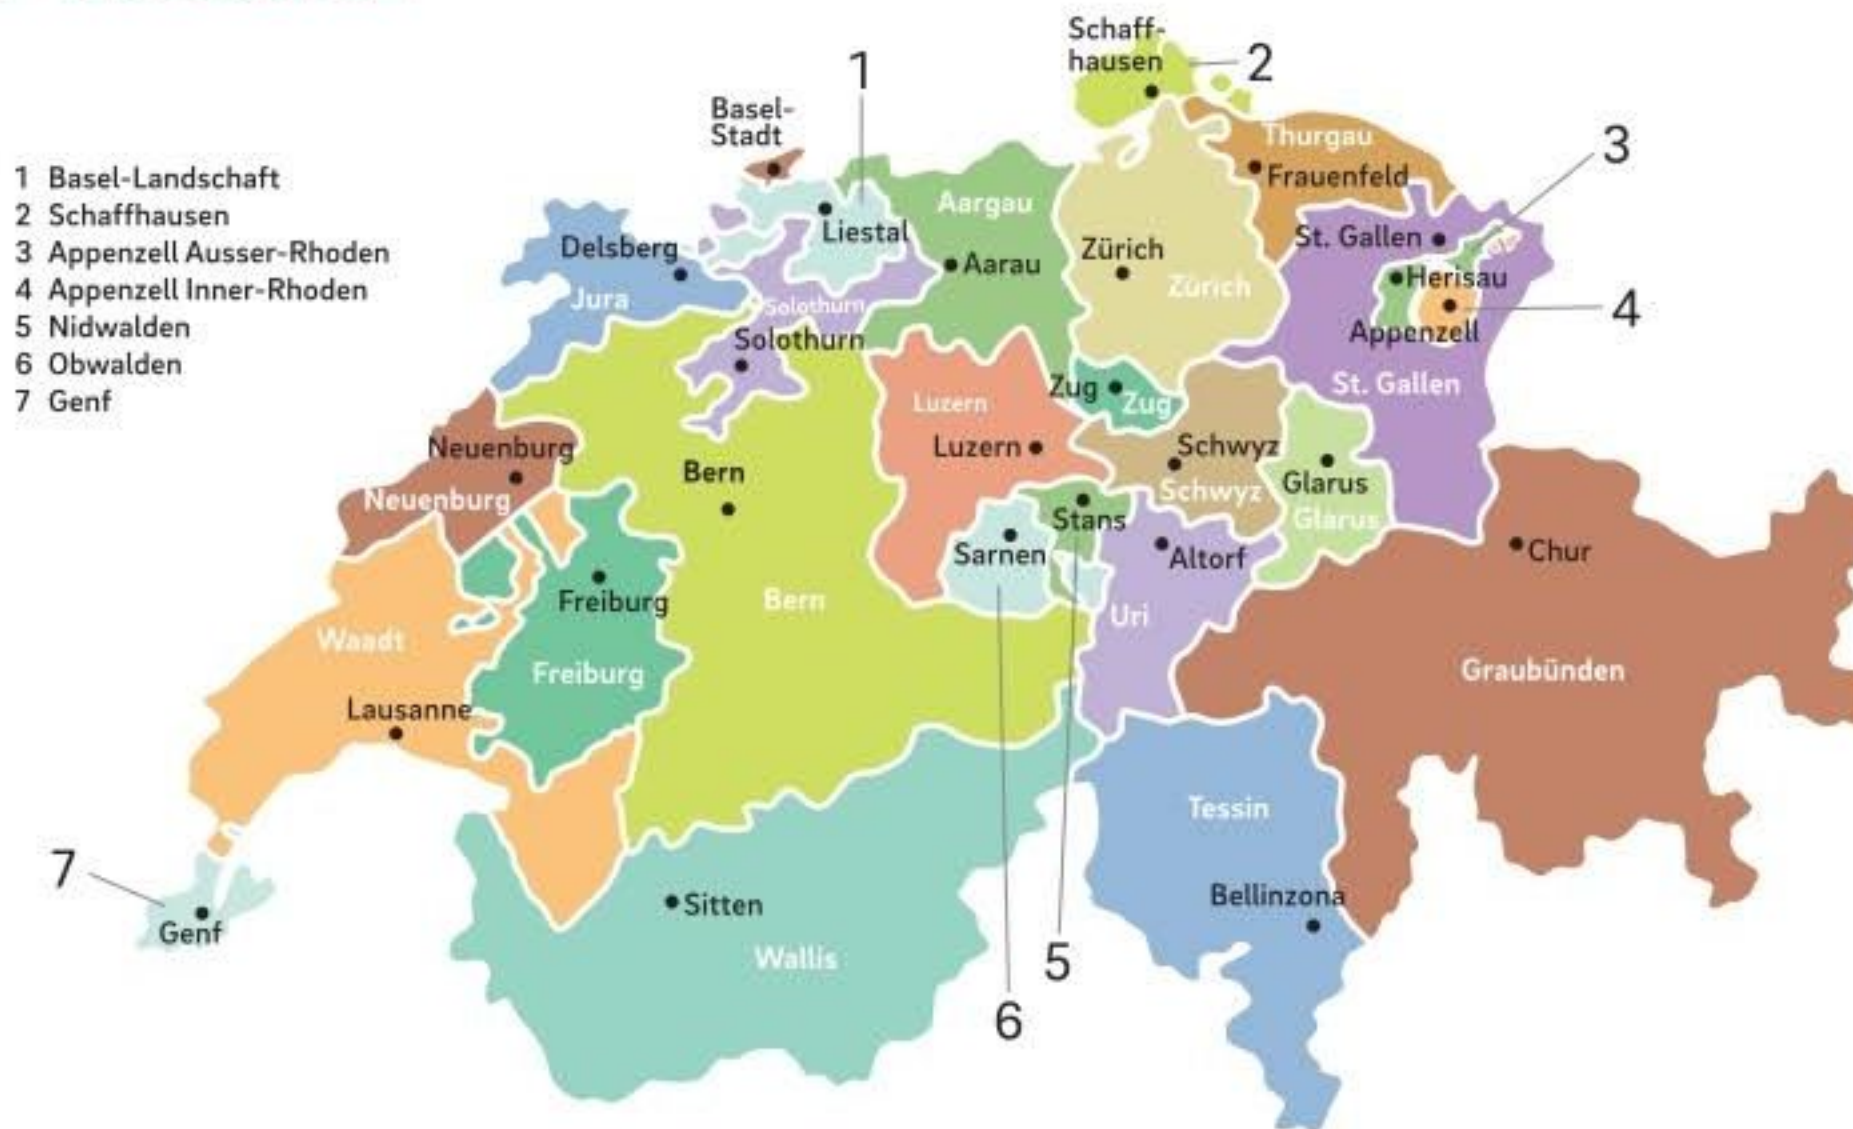 1 Basel-Landschaft
2 Schaffhausen
3 Appenzell Ausser-Rhoden
4 Appenzell Inner-Rhoden
5 Nidwalden
6 Obwalden
7 Genf
Schaff-
hausen
2
1
Basel-
Stadt
3
Thurgau
Frauenfeld
Aargau
Liestal
Aarau
Delsberg
Jura
Zürich
Zürich
St. Gallen
Herisau
4
Appenzell
Solothurn
Solothurn
St. Gallen
Zug
Zug
Luzern
Luzern
Schwyz
Schwyz
Glarus
Glarus
Neuenburg
Neuenburg
Bern
Bern
Stans
Sarnen
Altorf
Uri
Chur
Graubünden
Freiburg
Freiburg
Waadt
Lausanne
Tessin
Bellinzona
7
Genf
Sitten
Wallis
5
6